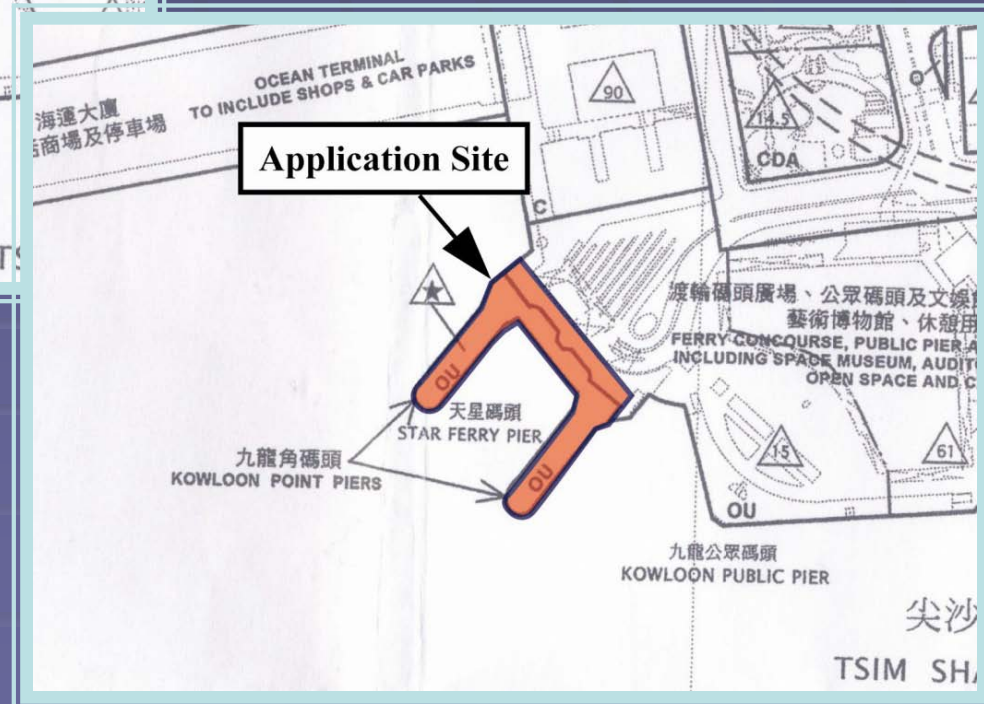 海運大廈
商場及停車場
OCEAN TERMINAL
TO INCLUDE SHOPS & CAR PARKS
90
14.5
CDA
Application Site
C
O
渡輪碼頭廣場、公眾碼頭及文娛
藝術博物館、休憩用
FERRY CONCOURSE, PUBLIC PIER A
INCLUDING SPACE MUSEUM, AUDIT
OPEN SPACE AND C
OU
天星碼頭
STAR FERRY PIER
九龍角碼頭
KOWLOON POINT PIERS
OU
15
61
OU
九龍公眾碼頭
KOWLOON PUBLIC PIER
尖沙
TSIM SHA
TS